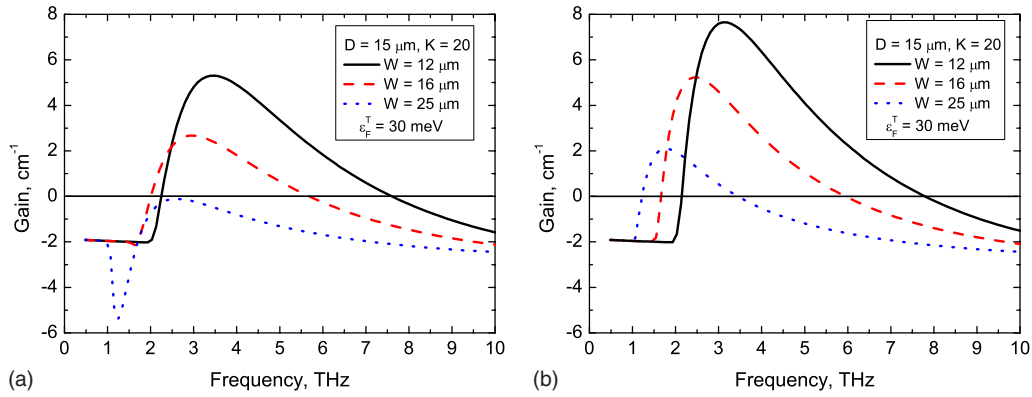 8
6
4
2
0
-2
-4
-6
Gain, cm⁻¹
D = 15 μm, K = 20
W = 12 μm
W = 16 μm
W = 25 μm
ε_F^T = 30 meV
0 1 2 3 4 5 6 7 8 9 10
Frequency, THz
(a)
8
6
4
2
0
-2
-4
-6
Gain, cm⁻¹
D = 15 μm, K = 20
W = 12 μm
W = 16 μm
W = 25 μm
ε_F^T = 30 meV
0 1 2 3 4 5 6 7 8 9 10
Frequency, THz
(b)